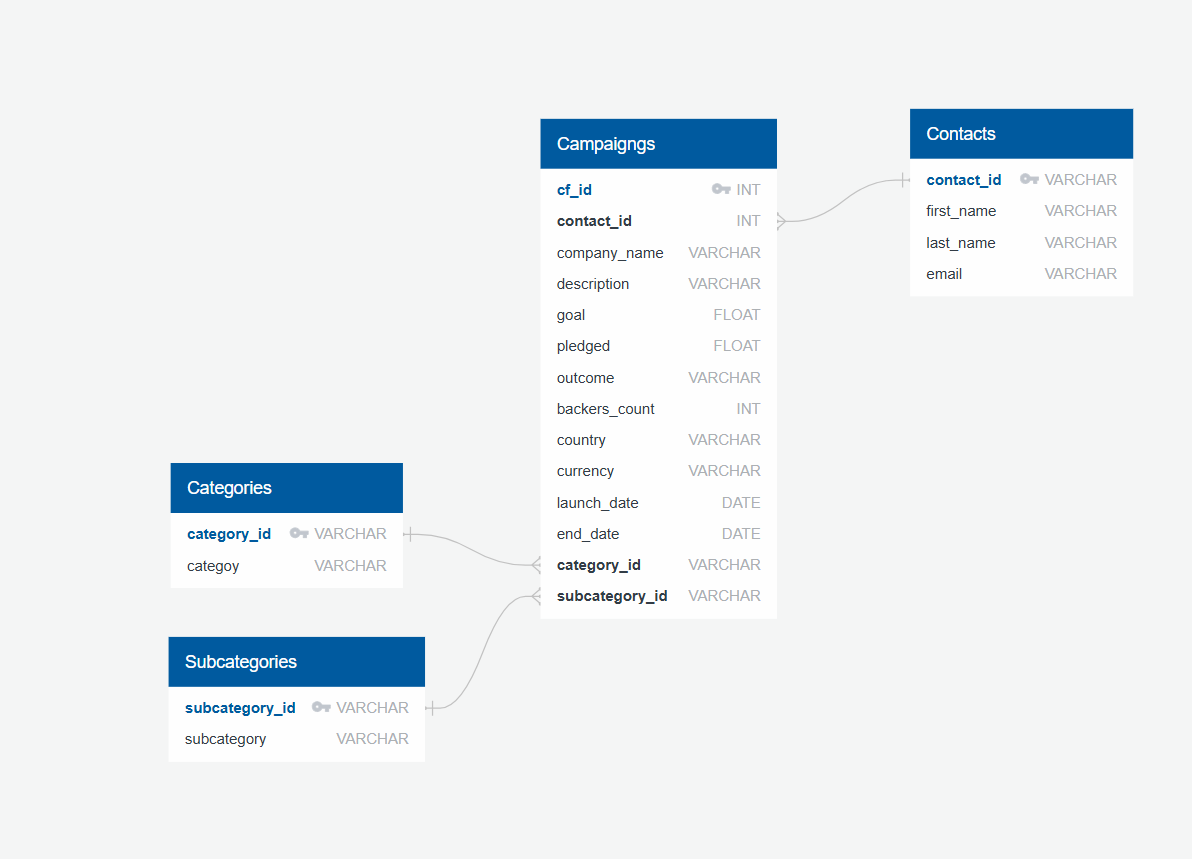 Campaigngs
cf_id INT
contact_id INT
company_name VARCHAR
description VARCHAR
goal FLOAT
pledged FLOAT
outcome VARCHAR
backers_count INT
country VARCHAR
currency VARCHAR
launch_date DATE
end_date DATE
category_id VARCHAR
subcategory_id VARCHAR
Contacts
contact_id VARCHAR
first_name VARCHAR
last_name VARCHAR
email VARCHAR
Categories
category_id VARCHAR
categoy VARCHAR
Subcategories
subcategory_id VARCHAR
subcategory VARCHAR